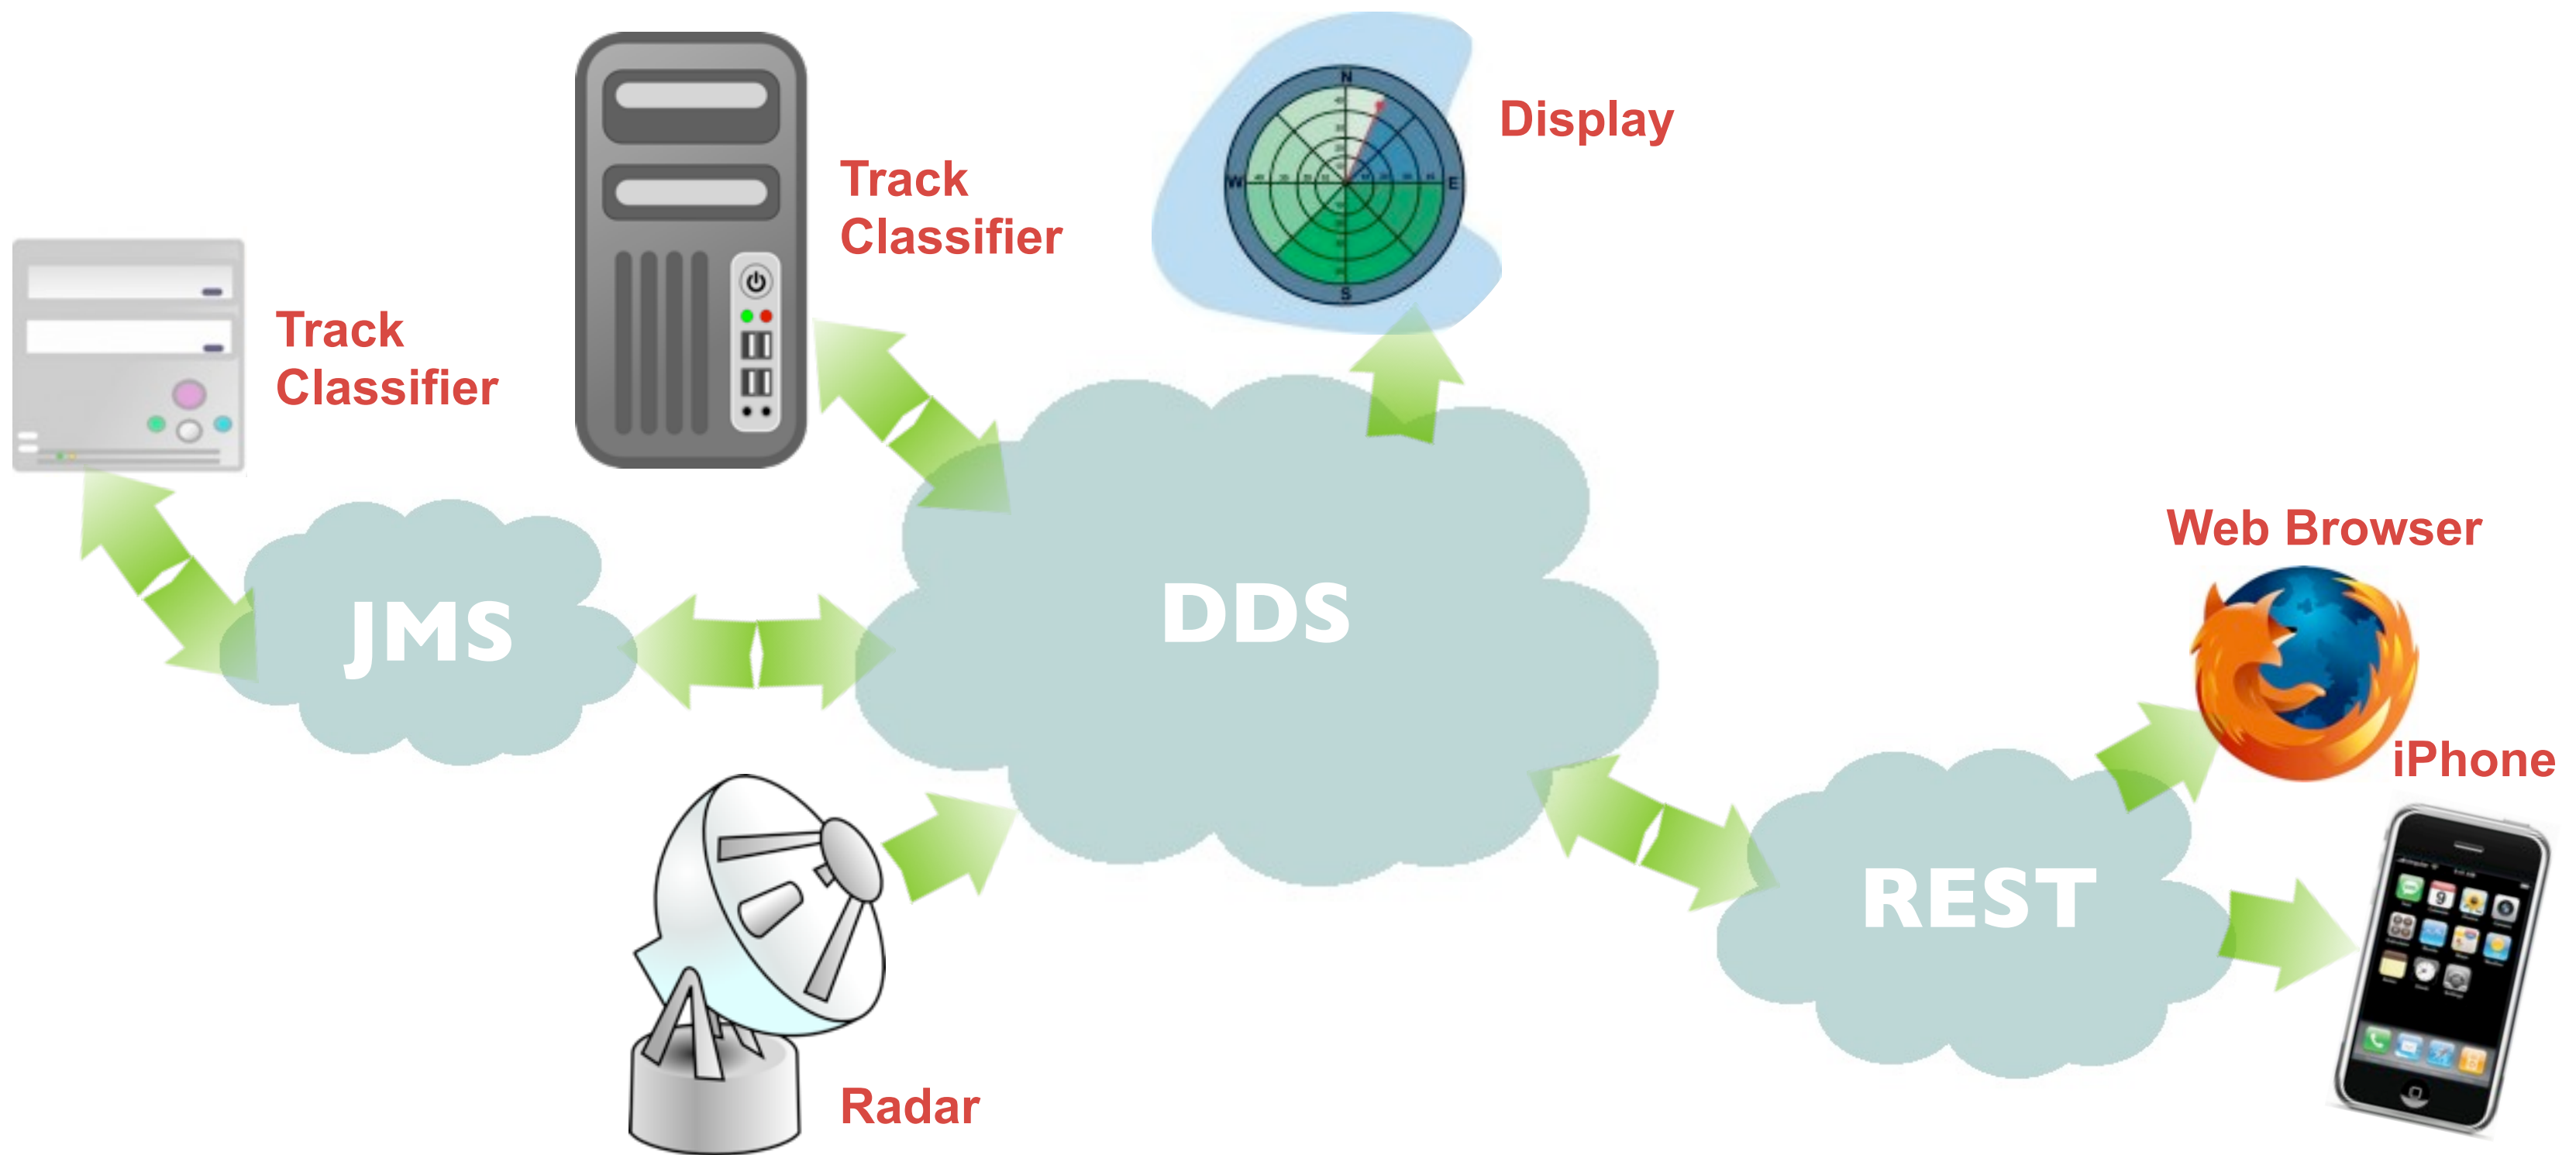 Display
N
W
E
S
Track
Classifier
Track
Classifier
Web Browser
DDS
JMS
iPhone
REST
Radar